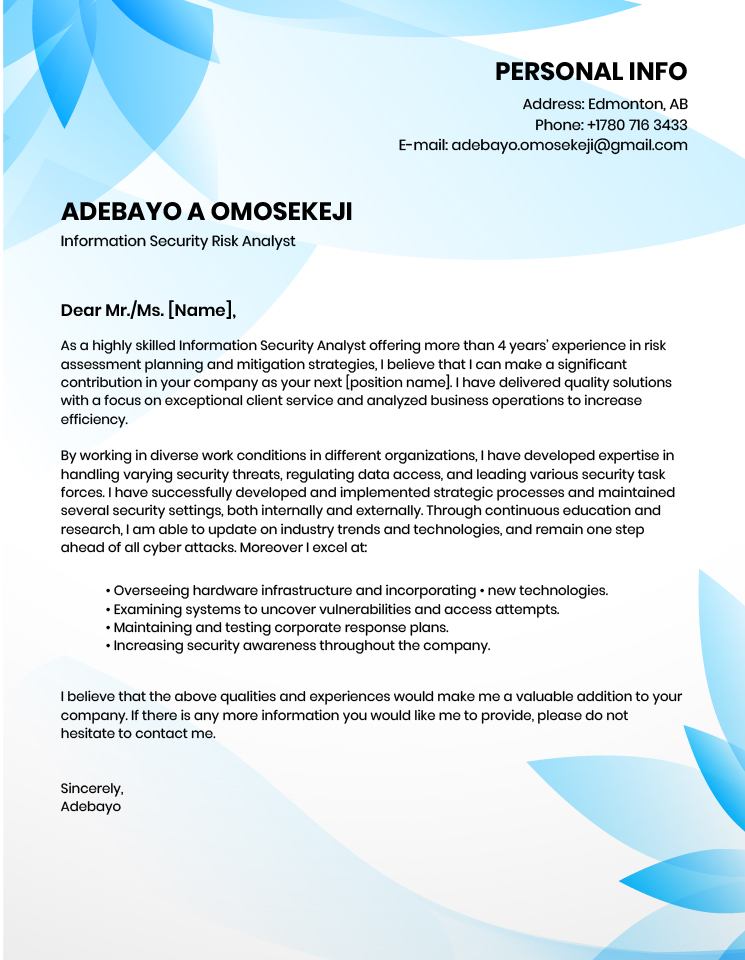 PERSONAL INFO
Address: Edmonton, AB
Phone: +1780 716 3433
E-mail: adebayo.omosekeji@gmail.com
ADEBAYO A OMOSEKEJI
Information Security Risk Analyst
Dear Mr./Ms. [Name],
As a highly skilled Information Security Analyst offering more than 4 years' experience in risk
assessment planning and mitigation strategies, I believe that I can make a significant
contribution in your company as your next [position name]. I have delivered quality solutions
with a focus on exceptional client service and analyzed business operations to increase
efficiency.
By working in diverse work conditions in different organizations, I have developed expertise in
handling varying security threats, regulating data access, and leading various security task
forces. I have successfully developed and implemented strategic processes and maintained
several security settings, both internally and externally. Through continuous education and
research, I am able to update on industry trends and technologies, and remain one step
ahead of all cyber attacks. Moreover I excel at:
• Overseeing hardware infrastructure and incorporating • new technologies.
• Examining systems to uncover vulnerabilities and access attempts.
• Maintaining and testing corporate response plans.
• Increasing security awareness throughout the company.
I believe that the above qualities and experiences would make me a valuable addition to your
company. If there is any more information you would like me to provide, please do not
hesitate to contact me.
Sincerely,
Adebayo